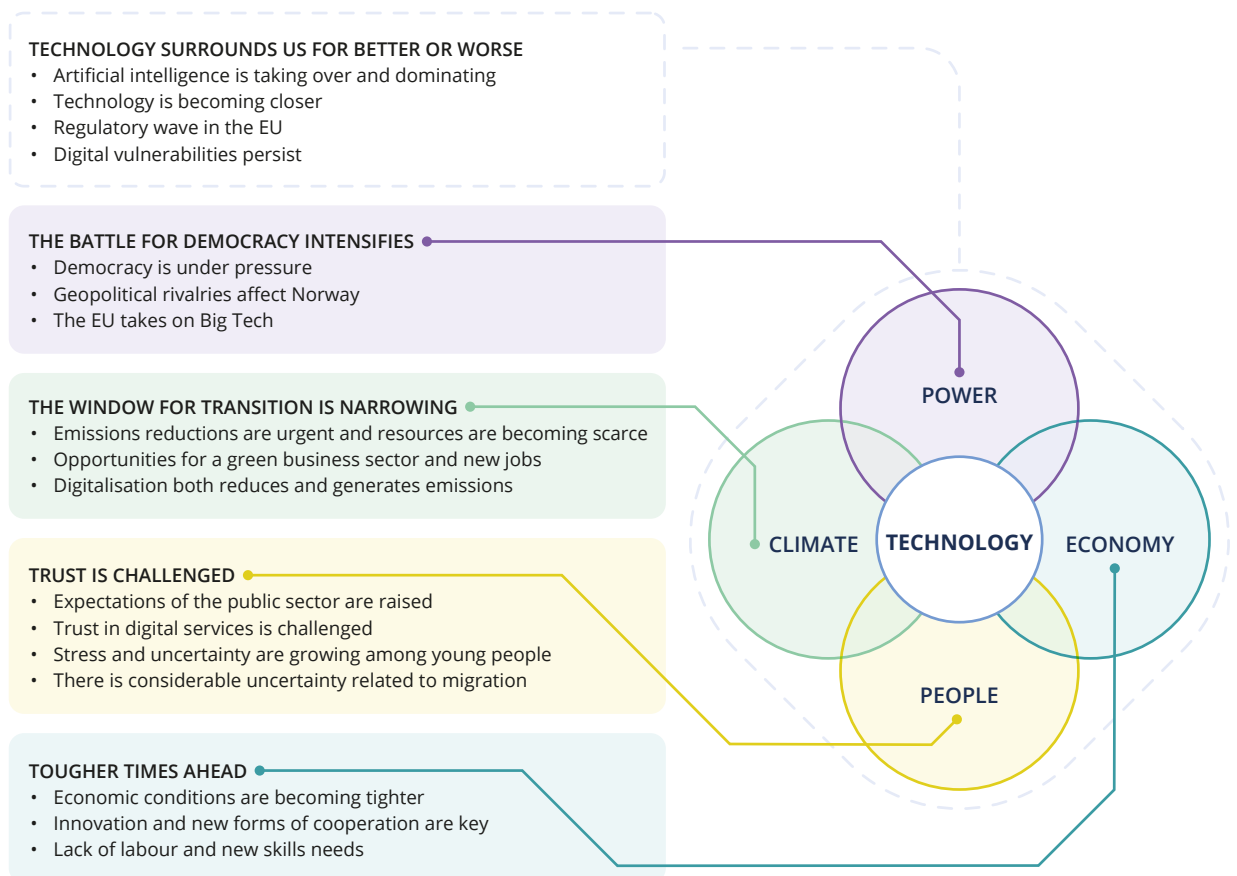 TECHNOLOGY SURROUNDS US FOR BETTER OR WORSE
• Artificial intelligence is taking over and dominating
• Technology is becoming closer
• Regulatory wave in the EU
• Digital vulnerabilities persist
THE BATTLE FOR DEMOCRACY INTENSIFIES
• Democracy is under pressure
• Geopolitical rivalries affect Norway
• The EU takes on Big Tech
THE WINDOW FOR TRANSITION IS NARROWING
• Emissions reductions are urgent and resources are becoming scarce
• Opportunities for a green business sector and new jobs
• Digitalisation both reduces and generates emissions
TRUST IS CHALLENGED
• Expectations of the public sector are raised
• Trust in digital services is challenged
• Stress and uncertainty are growing among young people
• There is considerable uncertainty related to migration
TOUGHER TIMES AHEAD
• Economic conditions are becoming tighter
• Innovation and new forms of cooperation are key
• Lack of labour and new skills needs
POWER
CLIMATE
TECHNOLOGY
ECONOMY
PEOPLE